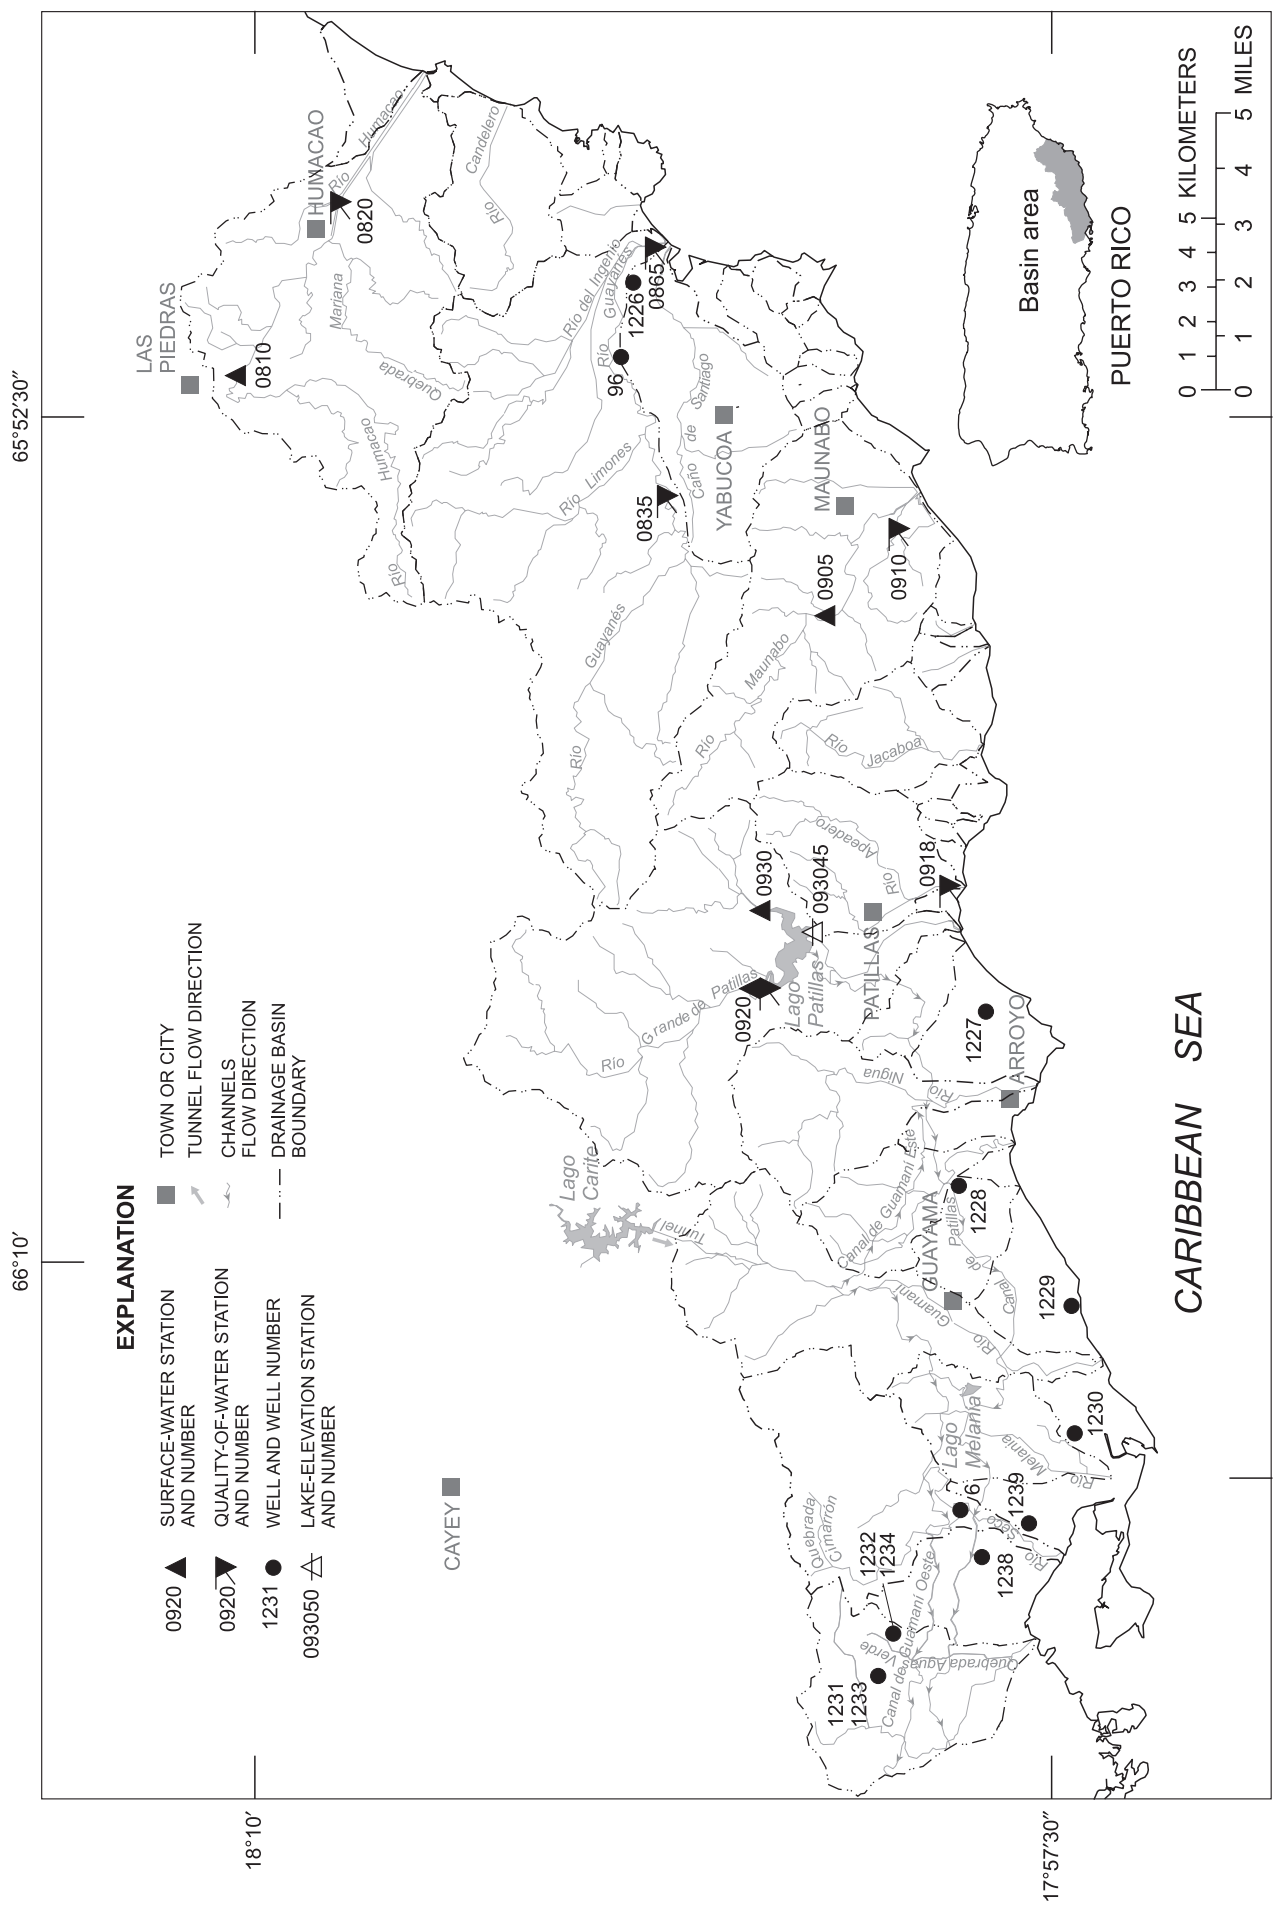 EXPLANATION
0920
SURFACE-WATER STATION
AND NUMBER
0920
QUALITY-OF-WATER STATION
AND NUMBER
1231
WELL AND WELL NUMBER
093050
LAKE-ELEVATION STATION
AND NUMBER
TOWN OR CITY
TUNNEL FLOW DIRECTION
CHANNELS
FLOW DIRECTION
DRAINAGE BASIN
BOUNDARY
66°10′
65°52′30″
18°10′
17°57′30″
CAYEY
LAS
PIEDRAS
0810
HUMACAO
0820
Río
Humacao
Quebrada
Mariana
Río
Humacao
Río
Candelero
Río del Ingenio
Río
Guayanés
1226
0865
96
Río
Limones
0835
Caño de Santiago
YABUCOA
Río
Guayanés
MAUNABO
0905
0910
Río
Maunabo
Río
Jacaboa
Lago
Carite
Tunnel
Río
Grande de Patillas
0920
0930
Lago
Patillas
093045
Río
Apeadero
PATILLAS
0918
1227
ARROYO
Río
Nigua
Canal de Guamaní Este
GUAYAMA
1228
Canal de Patillas
1229
Río
Guamaní
Lago
Melania
Río
Melania
1230
6
1239
Río
Seco
1238
Quebrada
Cimarrón
1232
1234
Canal de Guamaní Oeste
1231
1233
Quebrada Agua
Verde
CARIBBEAN SEA
Basin area
PUERTO RICO
0 1 2 3 4 5 KILOMETERS
0 1 2 3 4 5 MILES